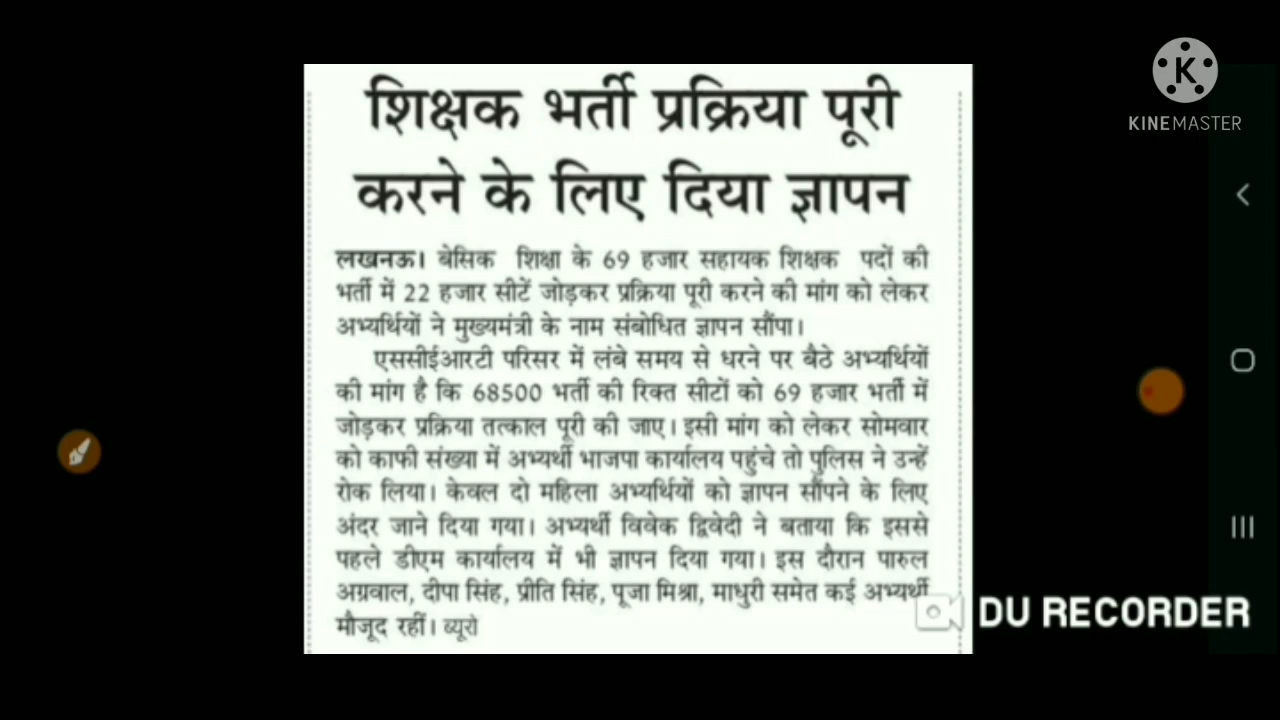 शिक्षक भर्ती प्रक्रिया पूरी
करने के लिए दिया ज्ञापन
लखनऊ। बेसिक शिक्षा के 69 हजार सहायक शिक्षक पदों की
भर्ती में 22 हजार सीटें जोड़कर प्रक्रिया पूरी करने की मांग को लेकर
अभ्यर्थियों ने मुख्यमंत्री के नाम संबोधित ज्ञापन सौंपा।
एससीईआरटी परिसर में लंबे समय से धरने पर बैठे अभ्यर्थियों
की मांग है कि 68500 भर्ती की रिक्त सीटों को 69 हजार भर्ती में
जोड़कर प्रक्रिया तत्काल पूरी की जाए। इसी मांग को लेकर सोमवार
को काफी संख्या में अभ्यर्थी भाजपा कार्यालय पहुंचे तो पुलिस ने उन्हें
रोक लिया। केवल दो महिला अभ्यर्थियों को ज्ञापन सौंपने के लिए
अंदर जाने दिया गया। अभ्यर्थी विवेक द्विवेदी ने बताया कि इससे
पहले डीएम कार्यालय में भी ज्ञापन दिया गया। इस दौरान पारुल
अग्रवाल, दीपा सिंह, प्रीति सिंह, पूजा मिश्रा, माधुरी समेत कई अभ्यर्थी
मौजूद रहीं। ब्यूरो
K
KINEMASTER
DU RECORDER